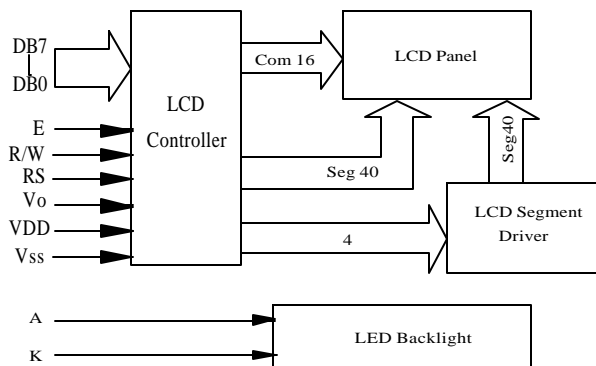 DB7
DB0
E
R/W
RS
Vo
VDD
Vss
LCD
Controller
Com 16
LCD Panel
Seg 40
Seg40
4
LCD Segment
Driver
A
K
LED Backlight